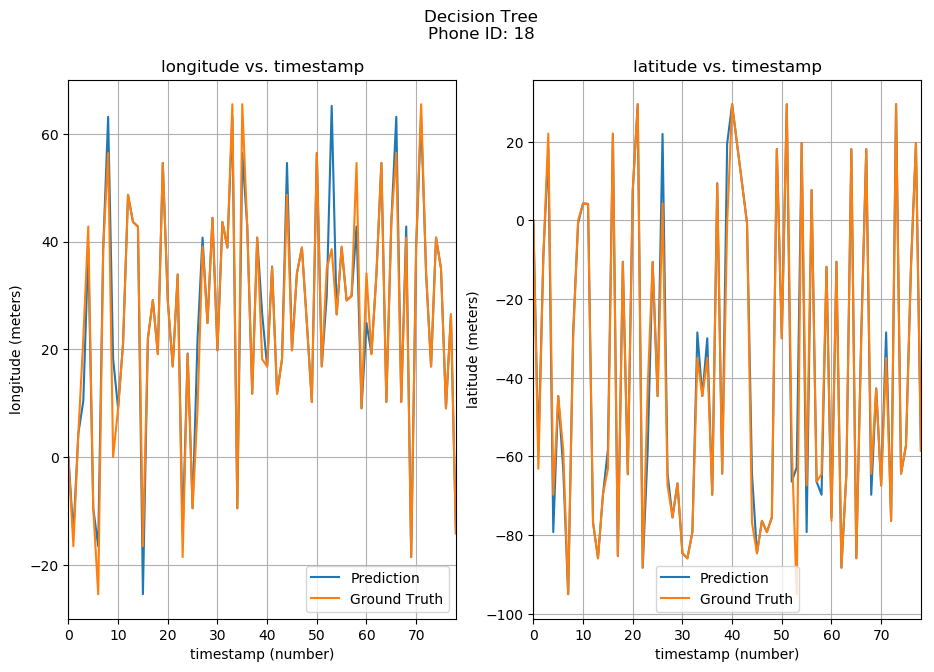 Decision Tree
Phone ID: 18
longitude vs. timestamp
longitude (meters)
60
40
20
0
−20
0 10 20 30 40 50 60 70
timestamp (number)
Prediction
Ground Truth
latitude vs. timestamp
latitude (meters)
20
0
−20
−40
−60
−80
−100
0 10 20 30 40 50 60 70
timestamp (number)
Prediction
Ground Truth